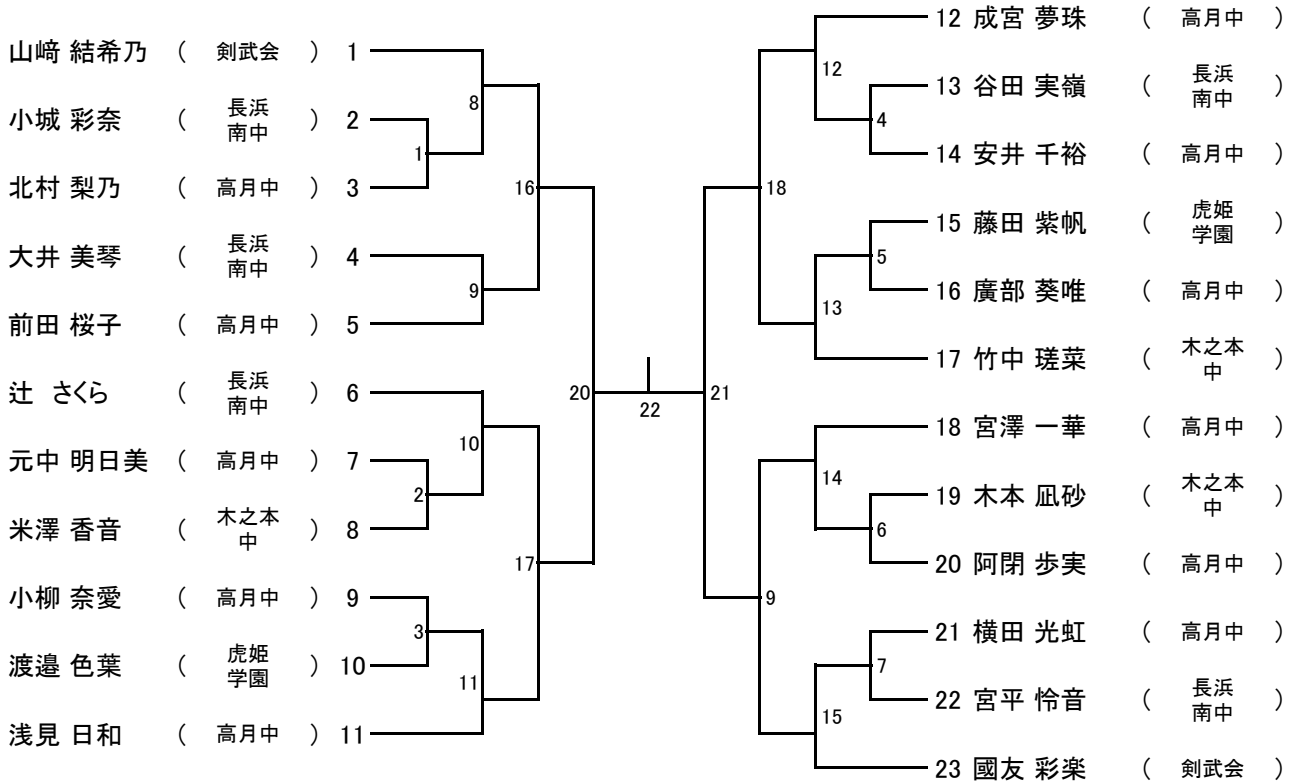 山﨑 結希乃 ( 剣武会 ) 1
小城 彩奈 ( 長浜南中 ) 2
北村 梨乃 ( 高月中 ) 3
大井 美琴 ( 長浜南中 ) 4
前田 桜子 ( 高月中 ) 5
辻 さくら ( 長浜南中 ) 6
元中 明日美 ( 高月中 ) 7
米澤 香音 ( 木之本中 ) 8
小柳 奈愛 ( 高月中 ) 9
渡邉 色葉 ( 虎姫学園 ) 10
浅見 日和 ( 高月中 ) 11
1
2
3
8
9
10
11
16
17
20
22
21
18
9
12
13
14
15
4
5
6
7
12 成宮 夢珠 ( 高月中 )
13 谷田 実嶺 ( 長浜南中 )
14 安井 千裕 ( 高月中 )
15 藤田 紫帆 ( 虎姫学園 )
16 廣部 葵唯 ( 高月中 )
17 竹中 瑳菜 ( 木之本中 )
18 宮澤 一華 ( 高月中 )
19 木本 凪砂 ( 木之本中 )
20 阿閉 歩実 ( 高月中 )
21 横田 光虹 ( 高月中 )
22 宮平 怜音 ( 長浜南中 )
23 國友 彩楽 ( 剣武会 )